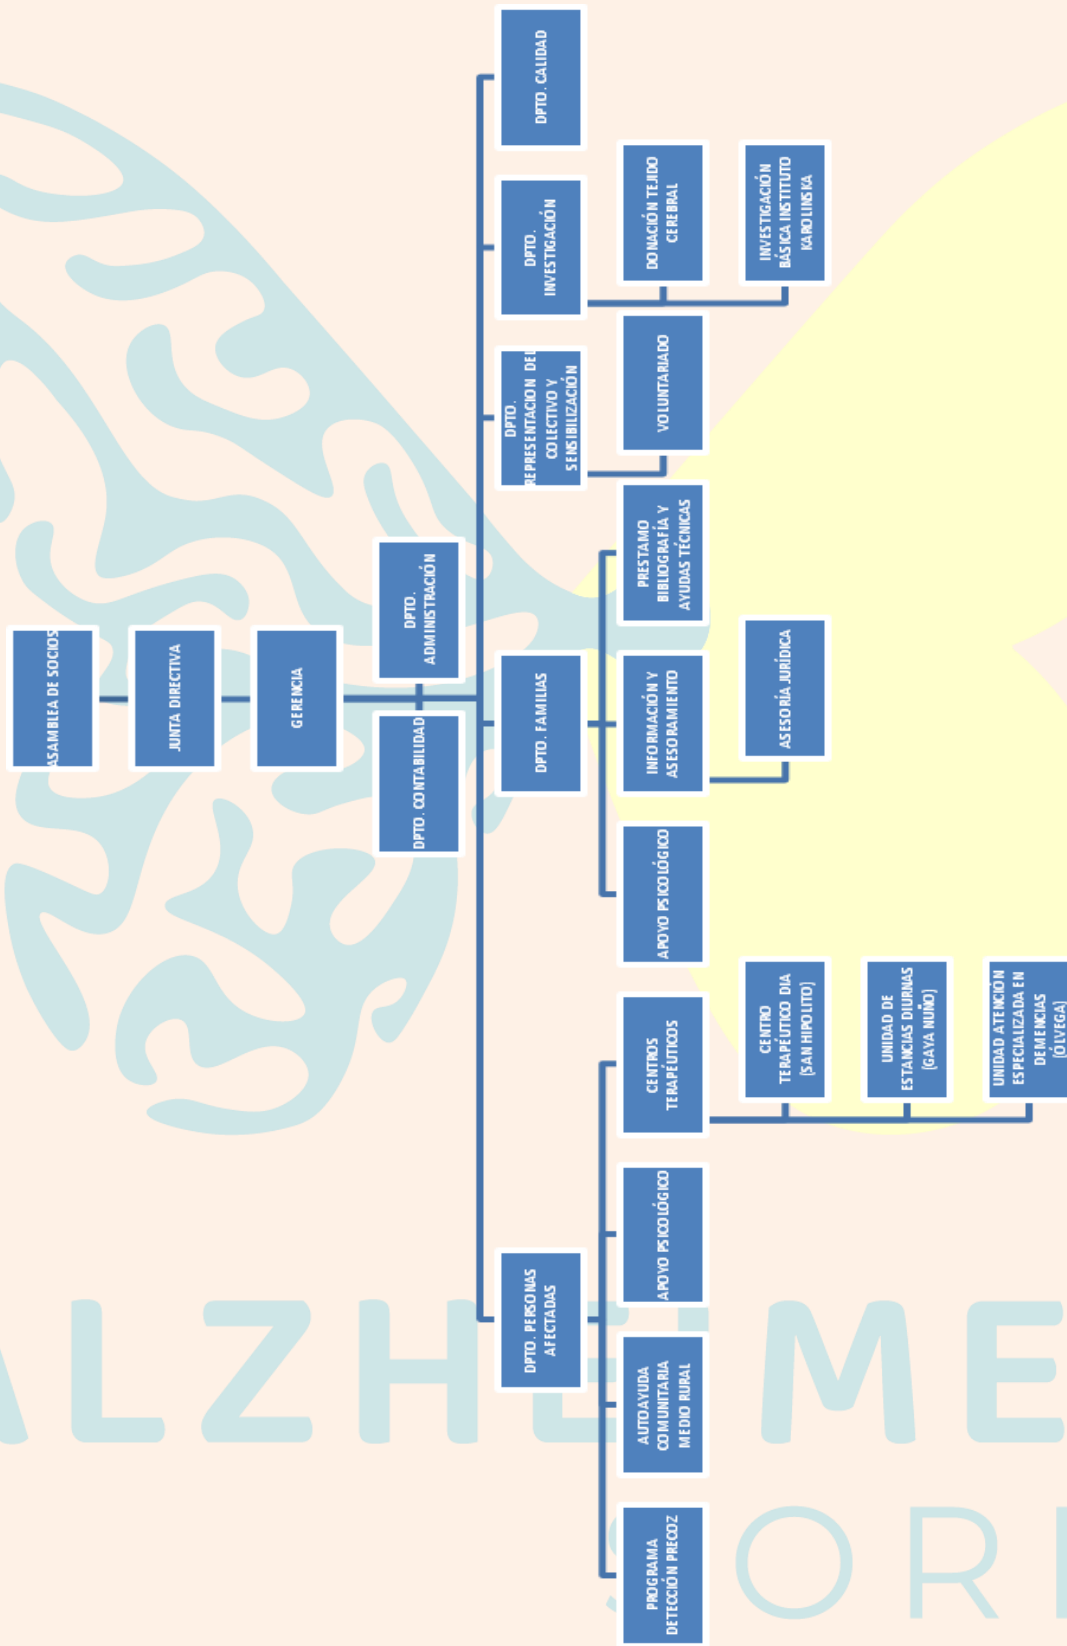 ASAMBLEA DE SOCIOS
JUNTA DIRECTIVA
GERENCIA
DPTO. CONTABILIDAD
DPTO.
ADMINISTRACIÓN
DPTO. PERSONAS
AFECTADAS
DPTO. FAMILIAS
DPTO.
REPRESENTACION DEL
COLECTIVO Y
SENSIBILIZACIÓN
DPTO.
INVESTIGACIÓN
DPTO. CALIDAD
PROGRAMA
DETECCIÓN PRECOZ
AUTOAYUDA
COMUNITARIA
MEDIO RURAL
APOYO PSICOLÓGICO
CENTROS
TERAPÉUTICOS
APOYO PSICOLÓGICO
INFORMACIÓN Y
ASESORAMIENTO
PRESTAMO
BIBLIOGRAFÍA Y
AYUDAS TÉCNICAS
VOLUNTARIADO
DONACIÓN TEJIDO
CEREBRAL
CENTRO
TERAPÉUTICO DIA
(SAN HIPOLITO)
ASESORÍA JURÍDICA
INVESTIGACIÓN
BÁSICA INSTITUTO
KAROLINSKA
UNIDAD DE
ESTANCIAS DIURNAS
(GAYA NUÑO)
UNIDAD ATENCIÓN
ESPECIALIZADA EN
DEMENCIAS
(ÓLVEGA)
ALZHEIME
SORI